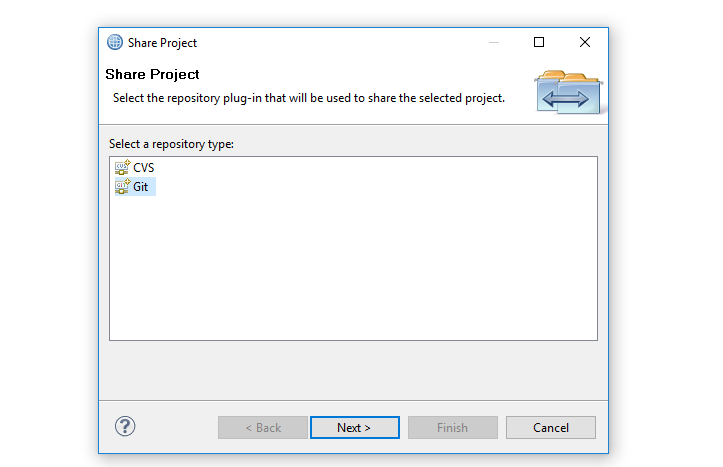 Share Project
Share Project
Select the repository plug-in that will be used to share the selected project.
Select a repository type:
CVS
Git
< Back
Next >
Finish
Cancel